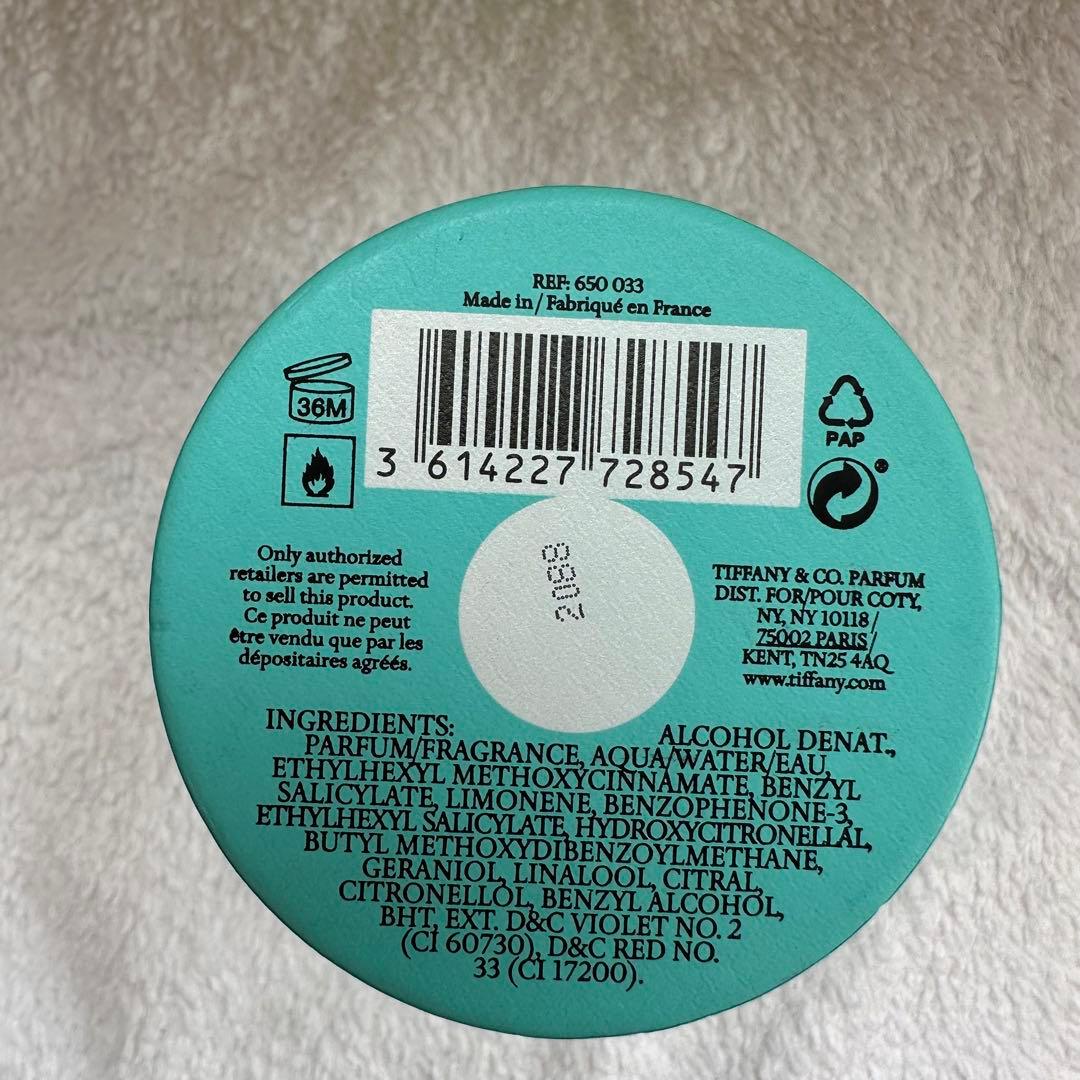 REF: 650 033
Made in / Fabriqué en France
36M
3 614227 728547
PAP
®
Only authorized
retailers are permitted
to sell this product.
Ce produit ne peut
être vendu que par les
dépositaires agréés.
2088
TIFFANY & CO. PARFUM
DIST. FOR/POUR COTY,
NY, NY 10118 /
75002 PARIS /
KENT, TN25 4AQ
www.tiffany.com
INGREDIENTS: ALCOHOL DENAT.,
PARFUM/FRAGRANCE, AQUA/WATER/EAU,
ETHYLHEXYL METHOXYCINNAMATE, BENZYL
SALICYLATE, LIMONENE, BENZOPHENONE-3,
ETHYLHEXYL SALICYLATE, HYDROXYCITRONELLAL,
BUTYL METHOXYDIBENZOYLMETHANE,
GERANIOL, LINALOOL, CITRAL,
CITRONELLOL, BENZYL ALCOHOL,
BHT, EXT. D&C VIOLET NO. 2
(CI 60730), D&C RED NO.
33 (CI 17200).